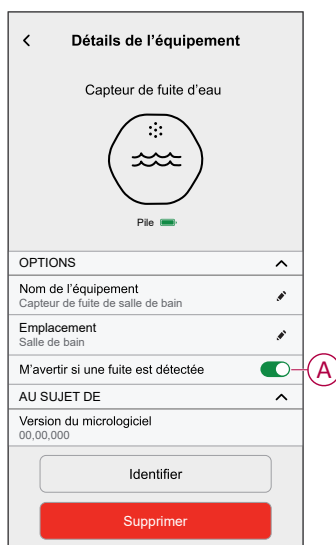 Détails de l’équipement
Capteur de fuite d’eau
Pile
OPTIONS
Nom de l’équipement
Capteur de fuite de salle de bain
Emplacement
Salle de bain
M’avertir si une fuite est détectée
A
AU SUJET DE
Version du micrologiciel
00,00,000
Identifier
Supprimer